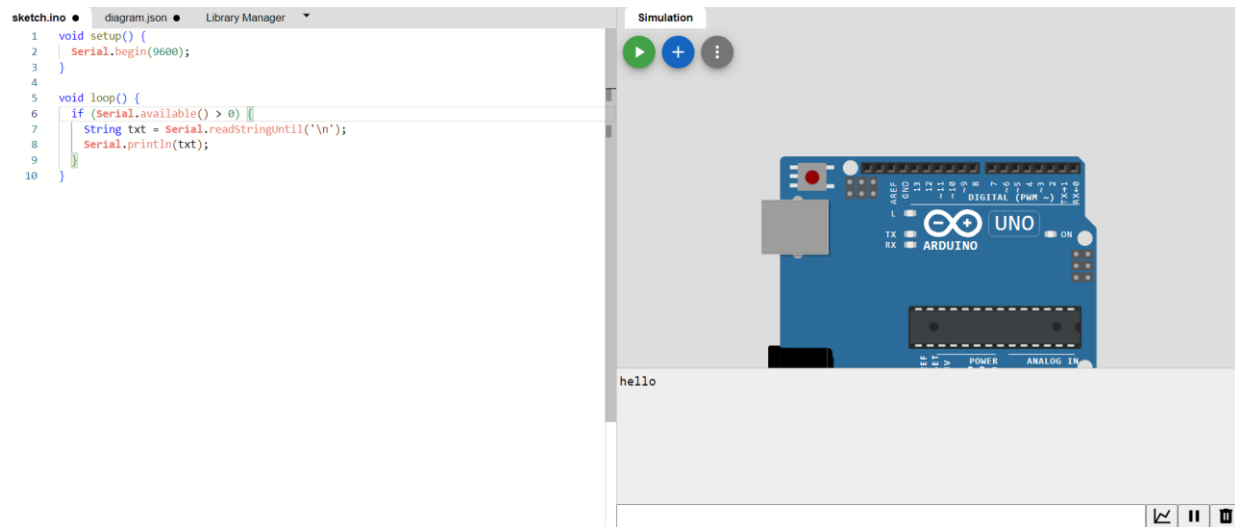 sketch.ino ● diagram.json ● Library Manager
1 void setup() {
2 Serial.begin(9600);
3 }
4
5 void loop() {
6 if (Serial.available() > 0) {
7 String txt = Serial.readStringUntil('\n');
8 Serial.println(txt);
9 }
10 }
Simulation
AREF GND 13 12 ~11 ~10 ~9 8 7 ~6 ~5 4 ~3 2 TX→1 RX←0
DIGITAL (PWM ~)
L
UNO
TX
RX
ARDUINO
ON
POWER
ANALOG IN
hello